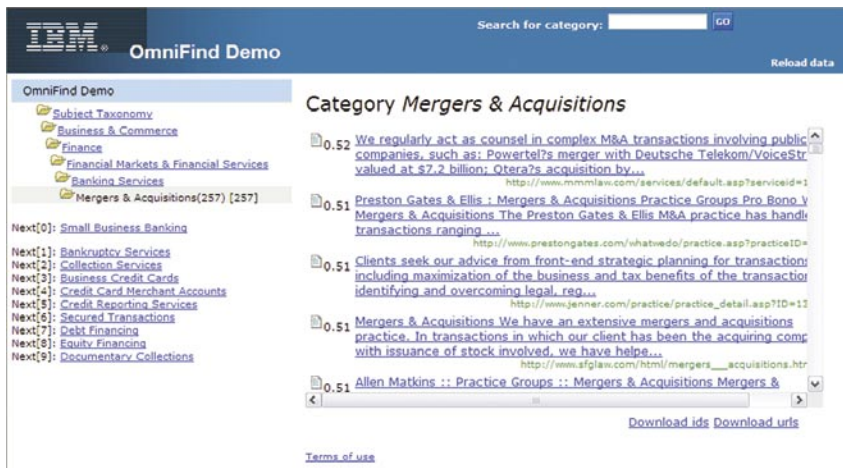 IBM®
OmniFind Demo
Search for category:
GO
Reload data
OmniFind Demo
Subject Taxonomy
Business & Commerce
Finance
Financial Markets & Financial Services
Banking Services
Mergers & Acquisitions(257) [257]
Next[0]: Small Business Banking
Next[1]: Bankruptcy Services
Next[2]: Collection Services
Next[3]: Business Credit Cards
Next[4]: Credit Card Merchant Accounts
Next[5]: Credit Reporting Services
Next[6]: Secured Transactions
Next[7]: Debt Financing
Next[8]: Equity Financing
Next[9]: Documentary Collections
Category Mergers & Acquisitions
0.52 We regularly act as counsel in complex M&A transactions involving public
companies, such as: Powertel?s merger with Deutsche Telekom/VoiceStr
valued at $7.2 billion; Qtera?s acquisition by...
http://www.mmmlaw.com/services/default.asp?serviceid=1
0.51 Preston Gates & Ellis : Mergers & Acquisitions Practice Groups Pro Bono W
Mergers & Acquisitions The Preston Gates & Ellis M&A practice has handle
transactions ranging ...
http://www.prestongates.com/whatwedo/practice.asp?practiceID=
0.51 Clients seek our advice from front-end strategic planning for transactions
including maximization of the business and tax benefits of the transaction
identifying and overcoming legal, reg...
http://www.jenner.com/practice/practice_detail.asp?ID=13
0.51 Mergers & Acquisitions We have an extensive mergers and acquisitions
practice. In transactions in which our client has been the acquiring comp
with issuance of stock involved, we have helpe...
http://www.sfglaw.com/html/mergers___acquisitions.htm
0.51 Allen Matkins :: Practice Groups :: Mergers & Acquisitions Mergers &
Download ids Download urls
Terms of use